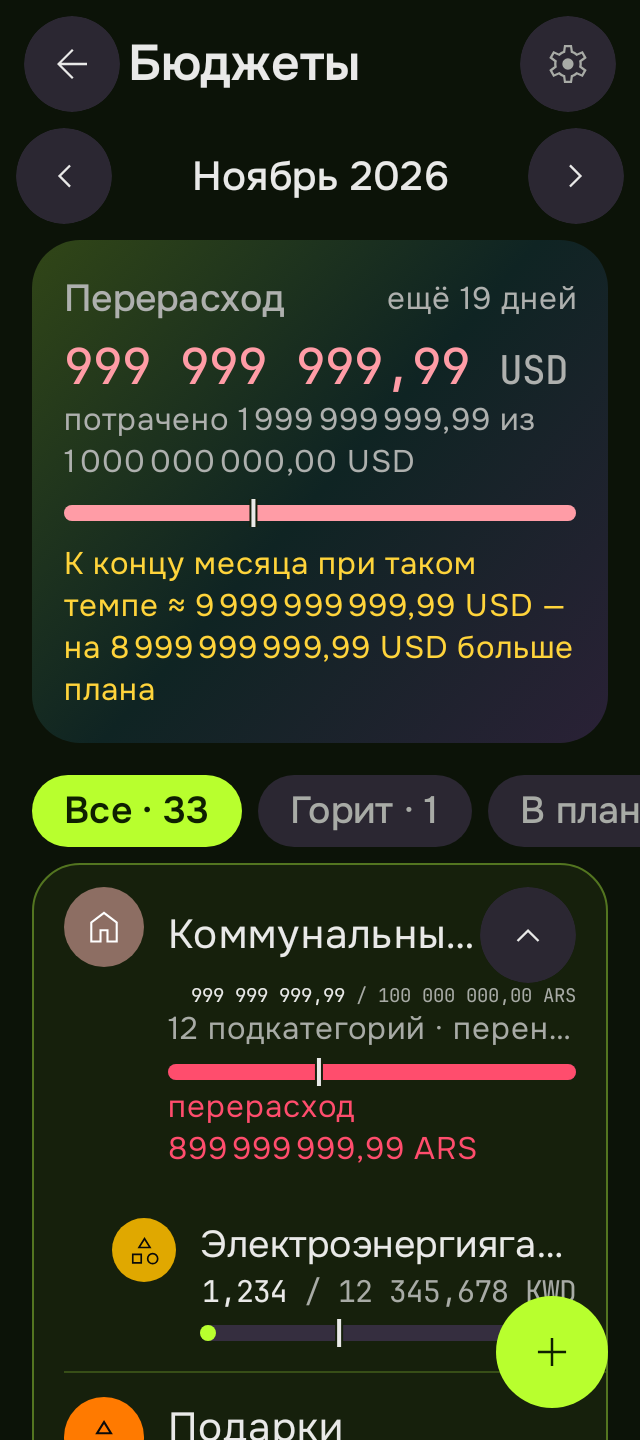 Бюджеты
Ноябрь 2026
Перерасход
ещё 19 дней
999 999 999,99 USD
потрачено 1 999 999 999,99 из
1 000 000 000,00 USD
К концу месяца при таком
темпе ≈ 9 999 999 999,99 USD —
на 8 999 999 999,99 USD больше
плана
Все · 33
Горит · 1
В план
Коммунальны...
999 999 999,99 / 100 000 000,00 ARS
12 подкатегорий · перен...
перерасход
899 999 999,99 ARS
Электроэнергияга...
1,234 / 12 345,678 KWD
Подарки